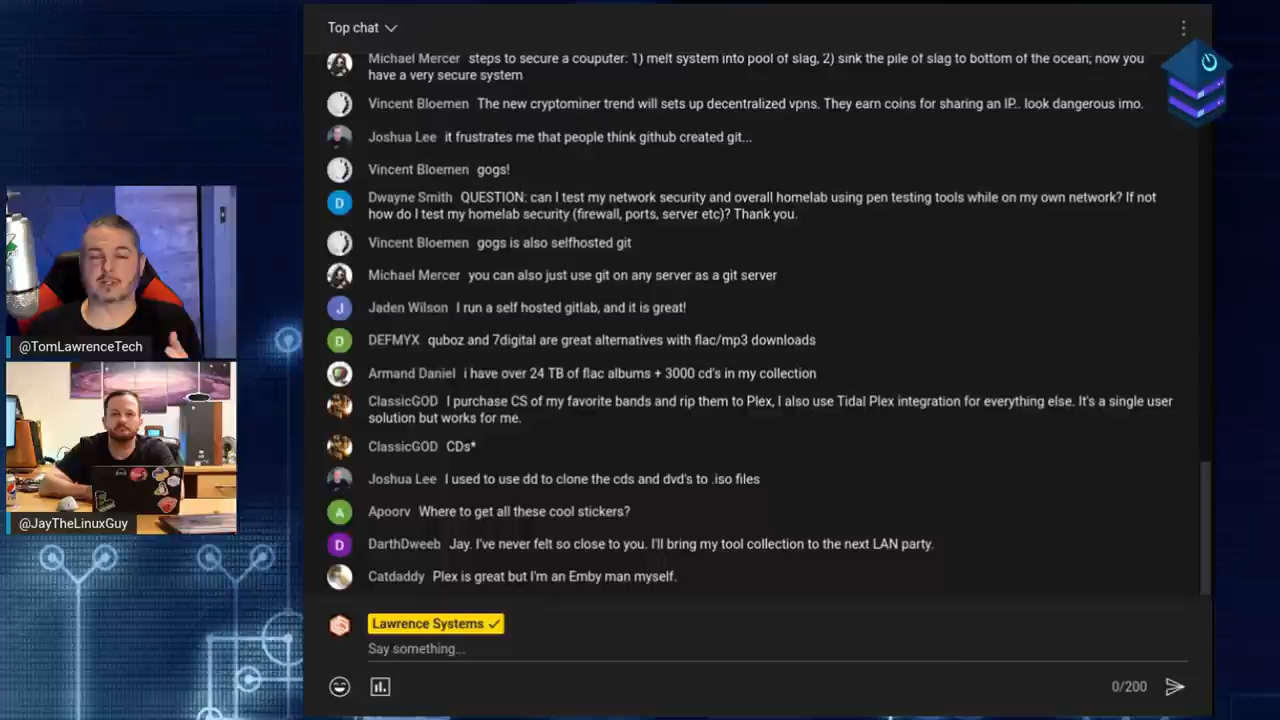 Top chat
Michael Mercer steps to secure a couputer: 1) melt system into pool of slag, 2) sink the pile of slag to bottom of the ocean; now you
have a very secure system
Vincent Bloemen The new cryptominer trend will sets up decentralized vpns. They earn coins for sharing an IP.. look dangerous imo.
Joshua Lee it frustrates me that people think github created git...
Vincent Bloemen gogs!
D Dwayne Smith QUESTION: can I test my network security and overall homelab using pen testing tools while on my own network? If not
how do I test my homelab security (firewall, ports, server etc)? Thank you.
Vincent Bloemen gogs is also selfhosted git
Michael Mercer you can also just use git on any server as a git server
J Jaden Wilson I run a self hosted gitlab, and it is great!
D DEFMYX quboz and 7digital are great alternatives with flac/mp3 downloads
Armand Daniel i have over 24 TB of flac albums + 3000 cd's in my collection
ClassicGOD I purchase CS of my favorite bands and rip them to Plex, I also use Tidal Plex integration for everything else. It's a single user
solution but works for me.
ClassicGOD CDs*
Joshua Lee I used to use dd to clone the cds and dvd's to .iso files
A Apoorv Where to get all these cool stickers?
D DarthDweeb Jay. I've never felt so close to you. I'll bring my tool collection to the next LAN party.
Catdaddy Plex is great but I'm an Emby man myself.
Lawrence Systems
Say something...
0/200
@TomLawrenceTech
@JayTheLinuxGuy